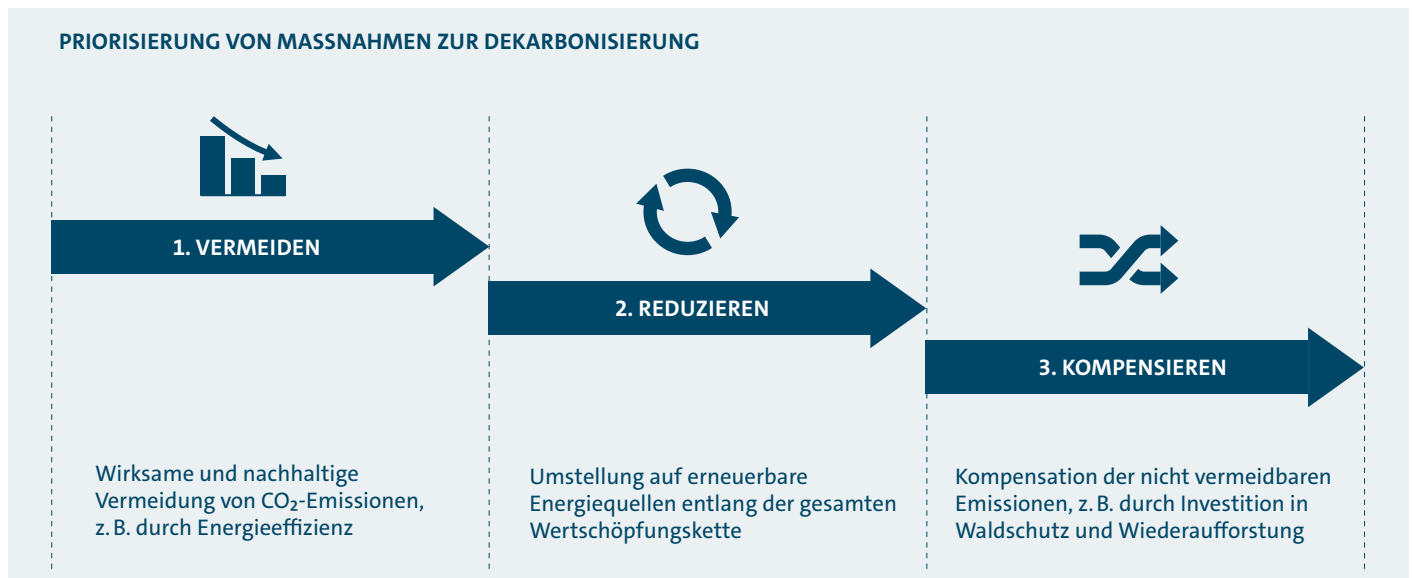 PRIORISIERUNG VON MASSNAHMEN ZUR DEKARBONISIERUNG
1. VERMEIDEN
2. REDUZIEREN
3. KOMPENSIEREN
Wirksame und nachhaltige
Vermeidung von CO₂-Emissionen,
z. B. durch Energieeffizienz
Umstellung auf erneuerbare
Energiequellen entlang der gesamten
Wertschöpfungskette
Kompensation der nicht vermeidbaren
Emissionen, z. B. durch Investition in
Waldschutz und Wiederaufforstung